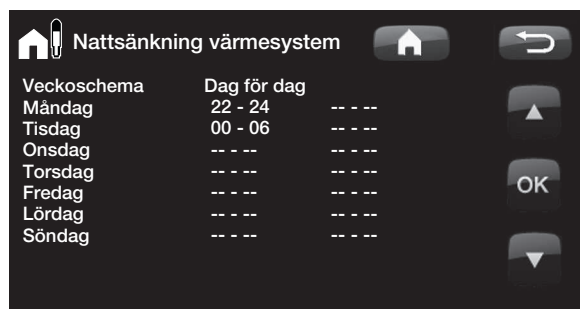 Nattsänkning värmesystem
Veckoschema Dag för dag
Måndag 22 - 24 -- - --
Tisdag 00 - 06 -- - --
Onsdag -- - -- -- - --
Torsdag -- - -- -- - --
Fredag -- - -- -- - --
Lördag -- - -- -- - --
Söndag -- - -- -- - --
OK